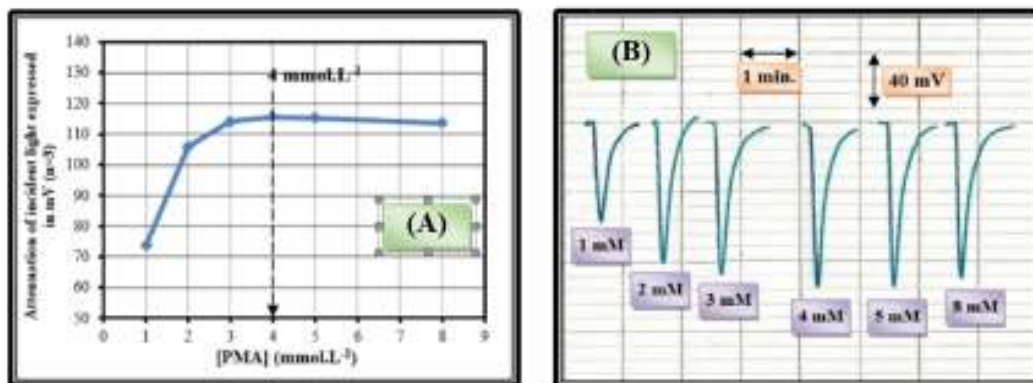 140
130
120
110
100
90
80
70
60
50
0 1 2 3 4 5 6 7 8 9
Attenuation of incident light expressed
in mV (n=3)
[PMA] (mmol.L⁻¹)
4 mmol.L⁻¹
(A)
(B)
1 min.
40 mV
1 mM
2 mM
3 mM
4 mM
5 mM
8 mM